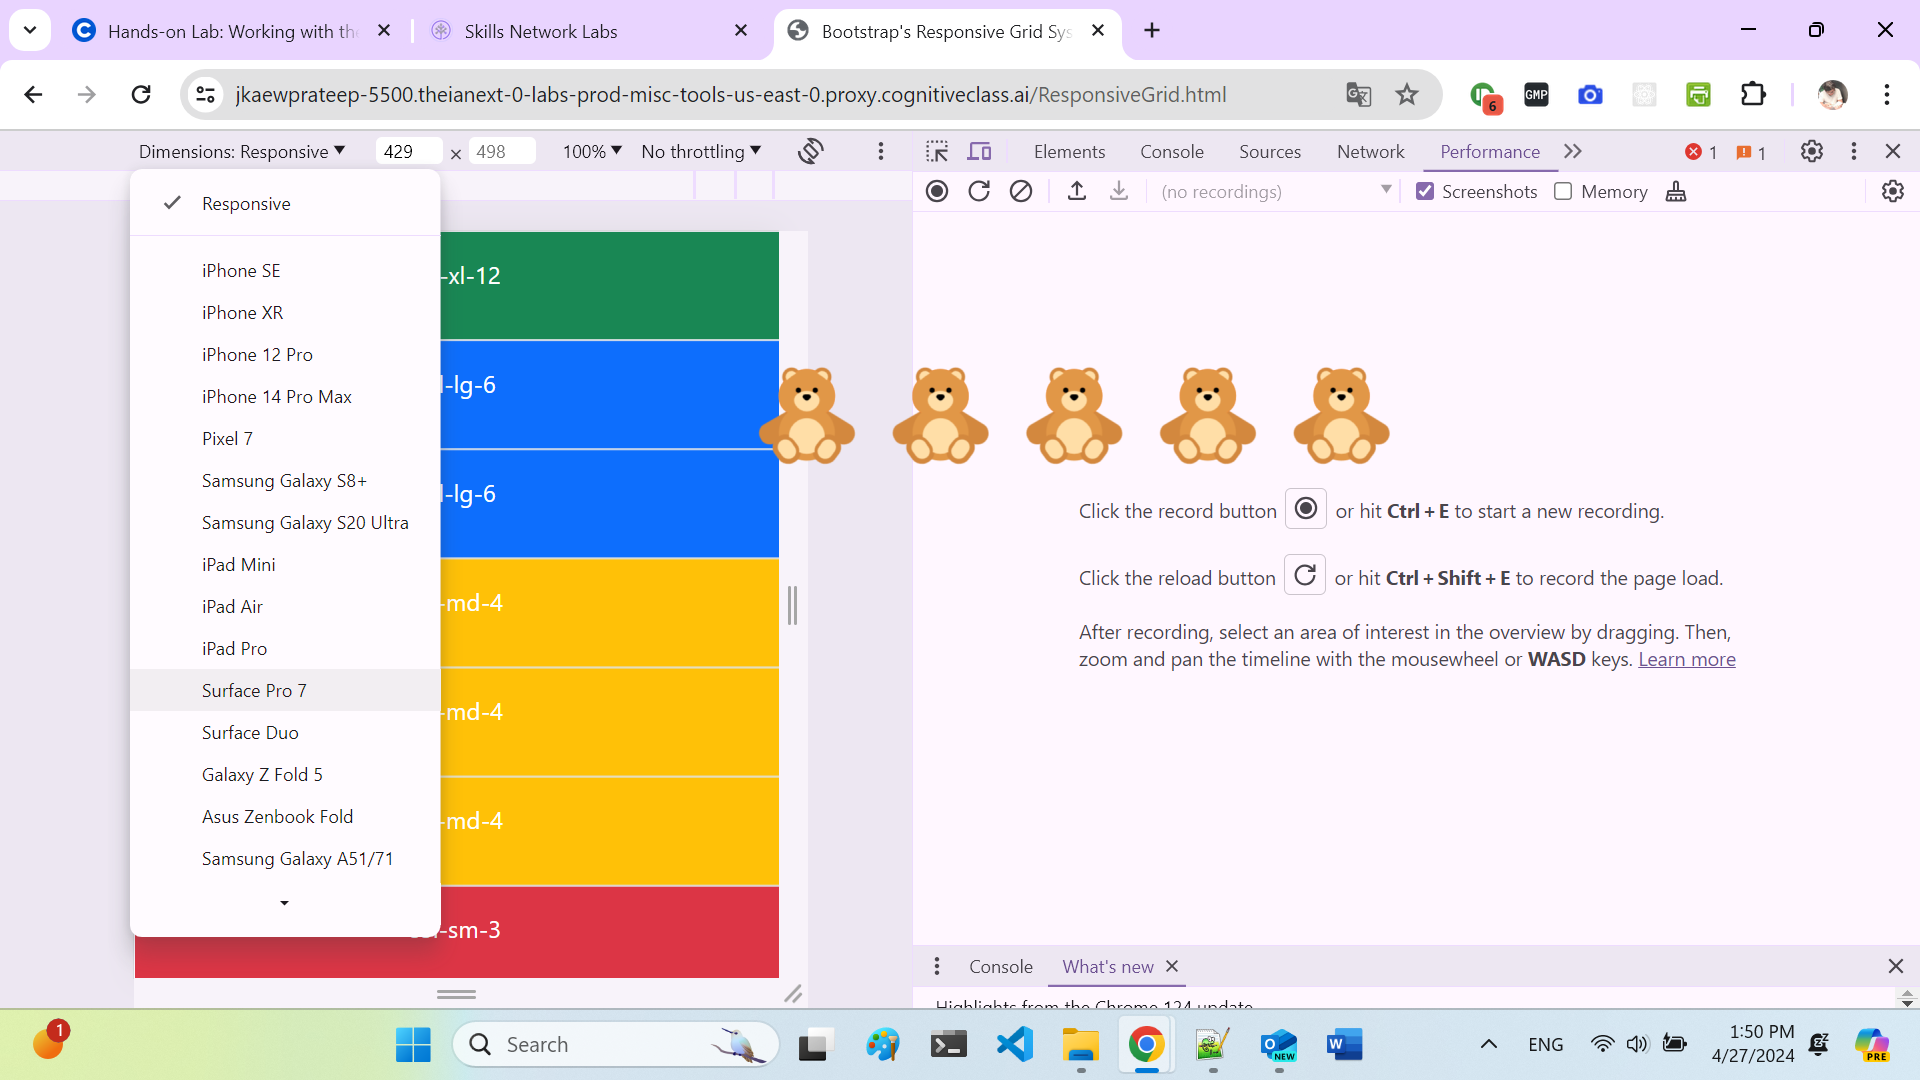 Hands-on Lab: Working with the
Skills Network Labs
Bootstrap's Responsive Grid Sys
jkaewprateep-5500.theianext-0-labs-prod-misc-tools-us-east-0.proxy.cognitiveclass.ai/ResponsiveGrid.html
6
GMP
Dimensions: Responsive
429 × 498
100%
No throttling
Elements
Console
Sources
Network
Performance
1
1
(no recordings)
Screenshots
Memory
Responsive
iPhone SE
iPhone XR
iPhone 12 Pro
iPhone 14 Pro Max
Pixel 7
Samsung Galaxy S8+
Samsung Galaxy S20 Ultra
iPad Mini
iPad Air
iPad Pro
Surface Pro 7
Surface Duo
Galaxy Z Fold 5
Asus Zenbook Fold
Samsung Galaxy A51/71
-xl-12
l-lg-6
l-lg-6
-md-4
-md-4
-md-4
-sm-3
Click the record button or hit Ctrl + E to start a new recording.
Click the reload button or hit Ctrl + Shift + E to record the page load.
After recording, select an area of interest in the overview by dragging. Then,
zoom and pan the timeline with the mousewheel or WASD keys. Learn more
Console
What's new
Highlights from the Chrome 124 update
1
Search
NEW
W
ENG
1:50 PM
4/27/2024
PRE